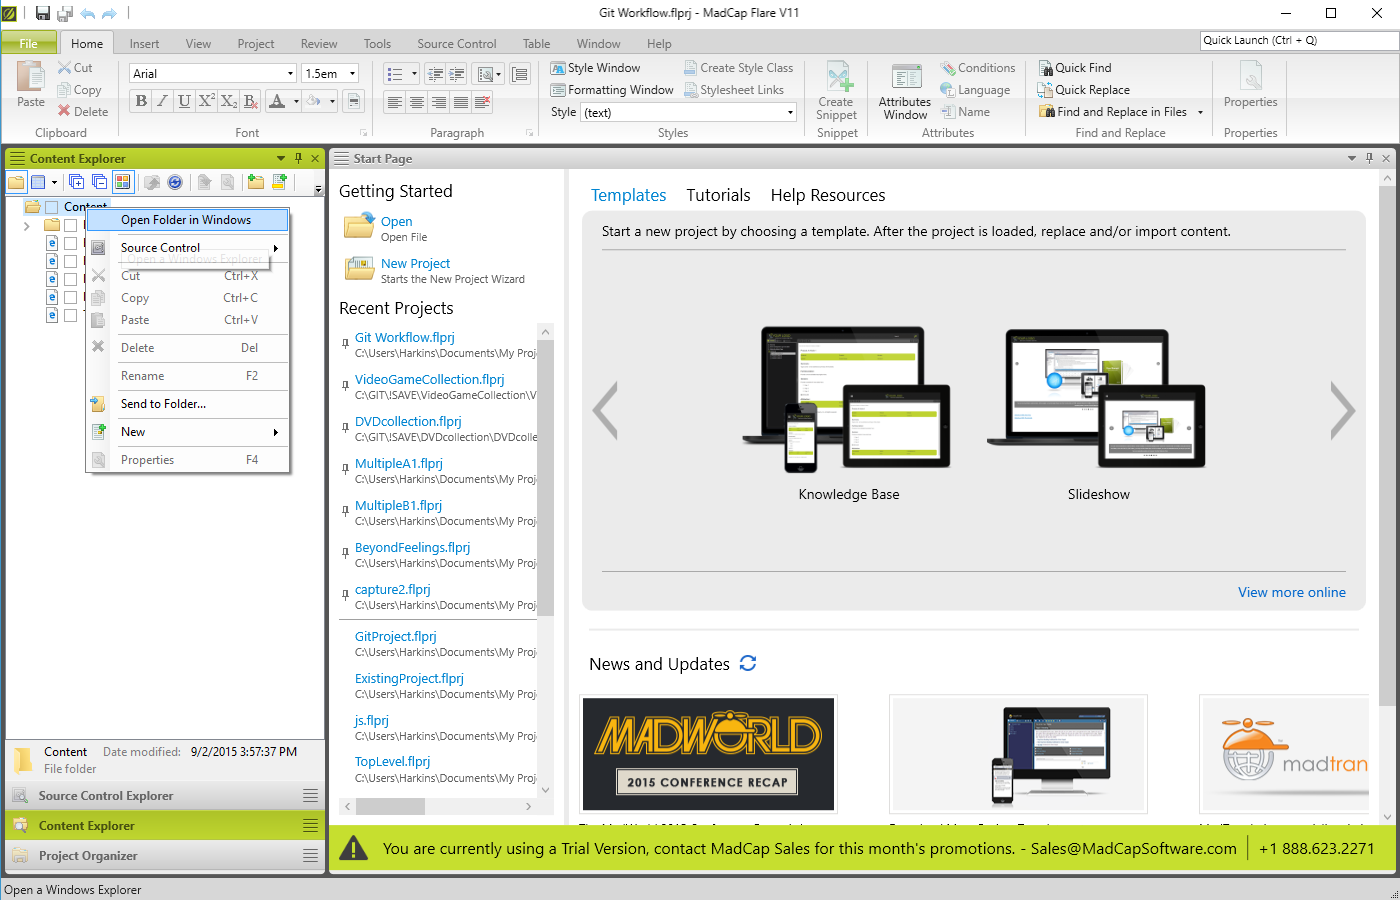 Git Workflow.flprj - MadCap Flare V11
File Home Insert View Project Review Tools Source Control Table Window Help
Quick Launch (Ctrl + Q)
Paste
Cut
Copy
Delete
Clipboard
Arial 1.5em
B I U X² X₂ B A
Font
Paragraph
Style Window
Formatting Window
Style (text)
Create Style Class
Stylesheet Links
Styles
Create Snippet
Snippet
Attributes Window
Conditions
Language
Name
Attributes
Quick Find
Quick Replace
Find and Replace in Files
Find and Replace
Properties
Properties
Content Explorer
Content
Open Folder in Windows
Source Control
Open a Windows Explorer
Cut Ctrl+X
Copy Ctrl+C
Paste Ctrl+V
Delete Del
Rename F2
Send to Folder...
New
Properties F4
Content Date modified: 9/2/2015 3:57:37 PM
File folder
Source Control Explorer
Content Explorer
Project Organizer
Start Page
Getting Started
Open
Open File
New Project
Starts the New Project Wizard
Recent Projects
Git Workflow.flprj
C:\Users\Harkins\Documents\My Proj
VideoGameCollection.flprj
C:\GIT\ISAVE\VideoGameCollection\V
DVDcollection.flprj
C:\GIT\ISAVE\DVDcollection\DVDcolle
MultipleA1.flprj
C:\Users\Harkins\Documents\My Proj
MultipleB1.flprj
C:\Users\Harkins\Documents\My Proj
BeyondFeelings.flprj
C:\Users\Harkins\Documents\My Proj
capture2.flprj
C:\Users\Harkins\Documents\My Proj
GitProject.flprj
C:\Users\Harkins\Documents\My Proj
ExistingProject.flprj
C:\Users\Harkins\Documents\My Proj
js.flprj
C:\Users\Harkins\Documents\My Proj
TopLevel.flprj
C:\Users\Harkins\Documents\My Proj
Templates Tutorials Help Resources
Start a new project by choosing a template. After the project is loaded, replace and/or import content.
Knowledge Base
Slideshow
View more online
News and Updates
MADWORLD
2015 CONFERENCE RECAP
madtran
You are currently using a Trial Version, contact MadCap Sales for this month's promotions. - Sales@MadCapSoftware.com +1 888.623.2271
Open a Windows Explorer